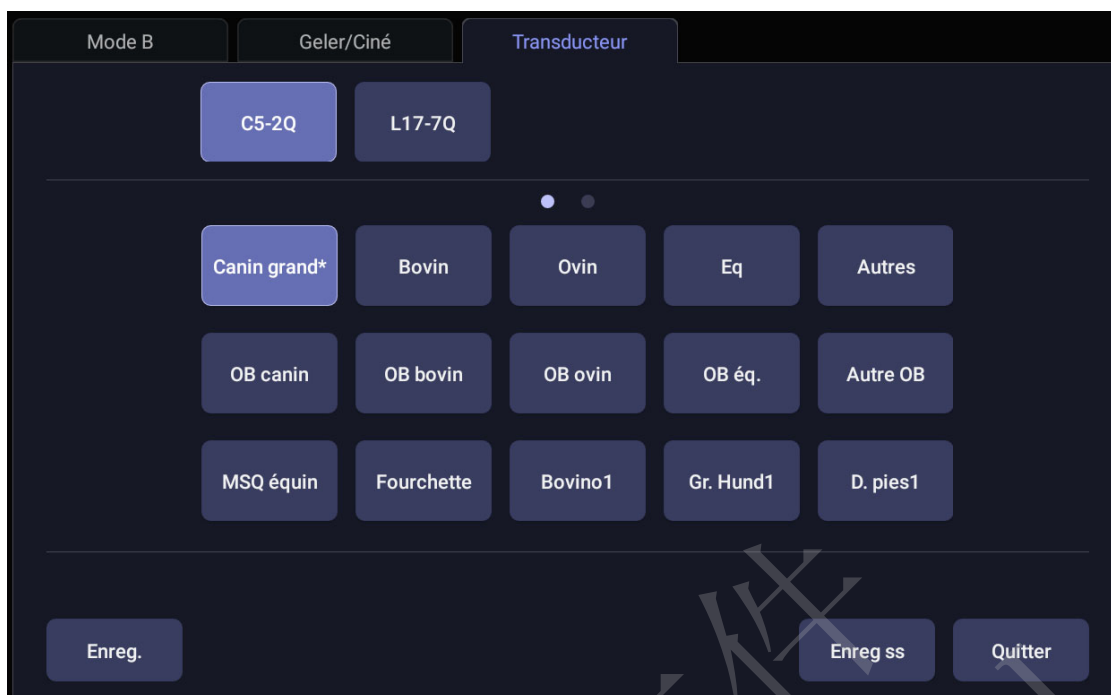 Mode B Geler/Ciné Transducteur
C5-2Q L17-7Q
Canin grand* Bovin Ovin Eq Autres
OB canin OB bovin OB ovin OB éq. Autre OB
MSQ équin Fourchette Bovino1 Gr. Hund1 D. pies1
Enreg. Enreg ss Quitter
件